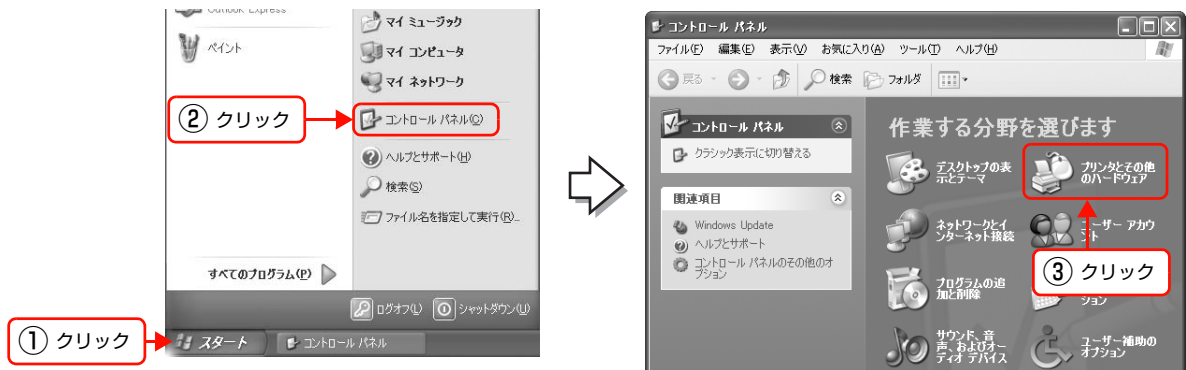 Outlook Express
マイ ミュージック
ペイント
マイ コンピュータ
マイ ネットワーク
② クリック
コントロール パネル(C)
ヘルプとサポート(H)
検索(S)
ファイル名を指定して実行(R)...
すべてのプログラム(P)
ログオフ(L)
シャットダウン(U)
① クリック
スタート
コントロール パネル
コントロール パネル
ファイル(F) 編集(E) 表示(V) お気に入り(A) ツール(T) ヘルプ(H)
戻る
検索
フォルダ
コントロール パネル
クラシック表示に切り替える
関連項目
Windows Update
ヘルプとサポート
コントロール パネルのその他のオ
プション
作業する分野を選びます
デスクトップの表
示とテーマ
プリンタとその他
のハードウェア
ネットワークとイ
ンターネット接続
ユーザー アカウ
ント
③ クリック
プログラムの追
加と削除
ション
サウンド、音
声、およびオー
ディオ デバイス
ユーザー補助の
オプション